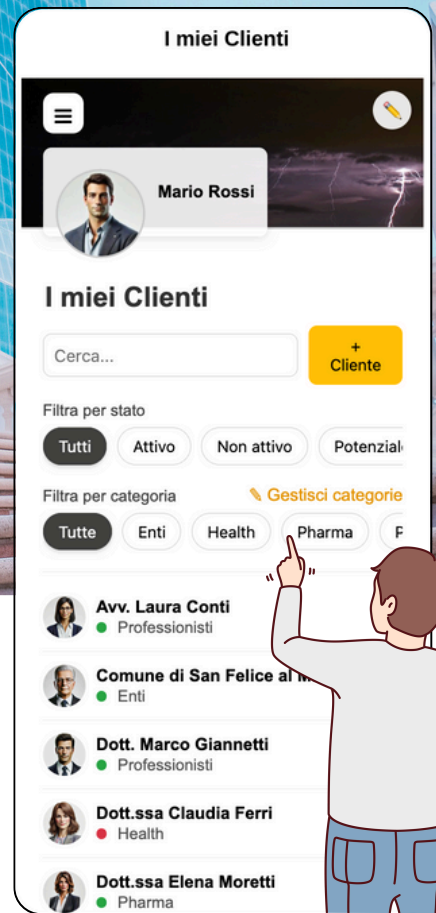 I miei Clienti
Mario Rossi
I miei Clienti
Cerca...
+
Cliente
Filtra per stato
Tutti Attivo Non attivo Potenzial
Filtra per categoria Gestisci categorie
Tutte Enti Health Pharma P
Avv. Laura Conti
Professionisti
Comune di San Felice al
Enti
Dott. Marco Giannetti
Professionisti
Dott.ssa Claudia Ferri
Health
Dott.ssa Elena Moretti
Pharma